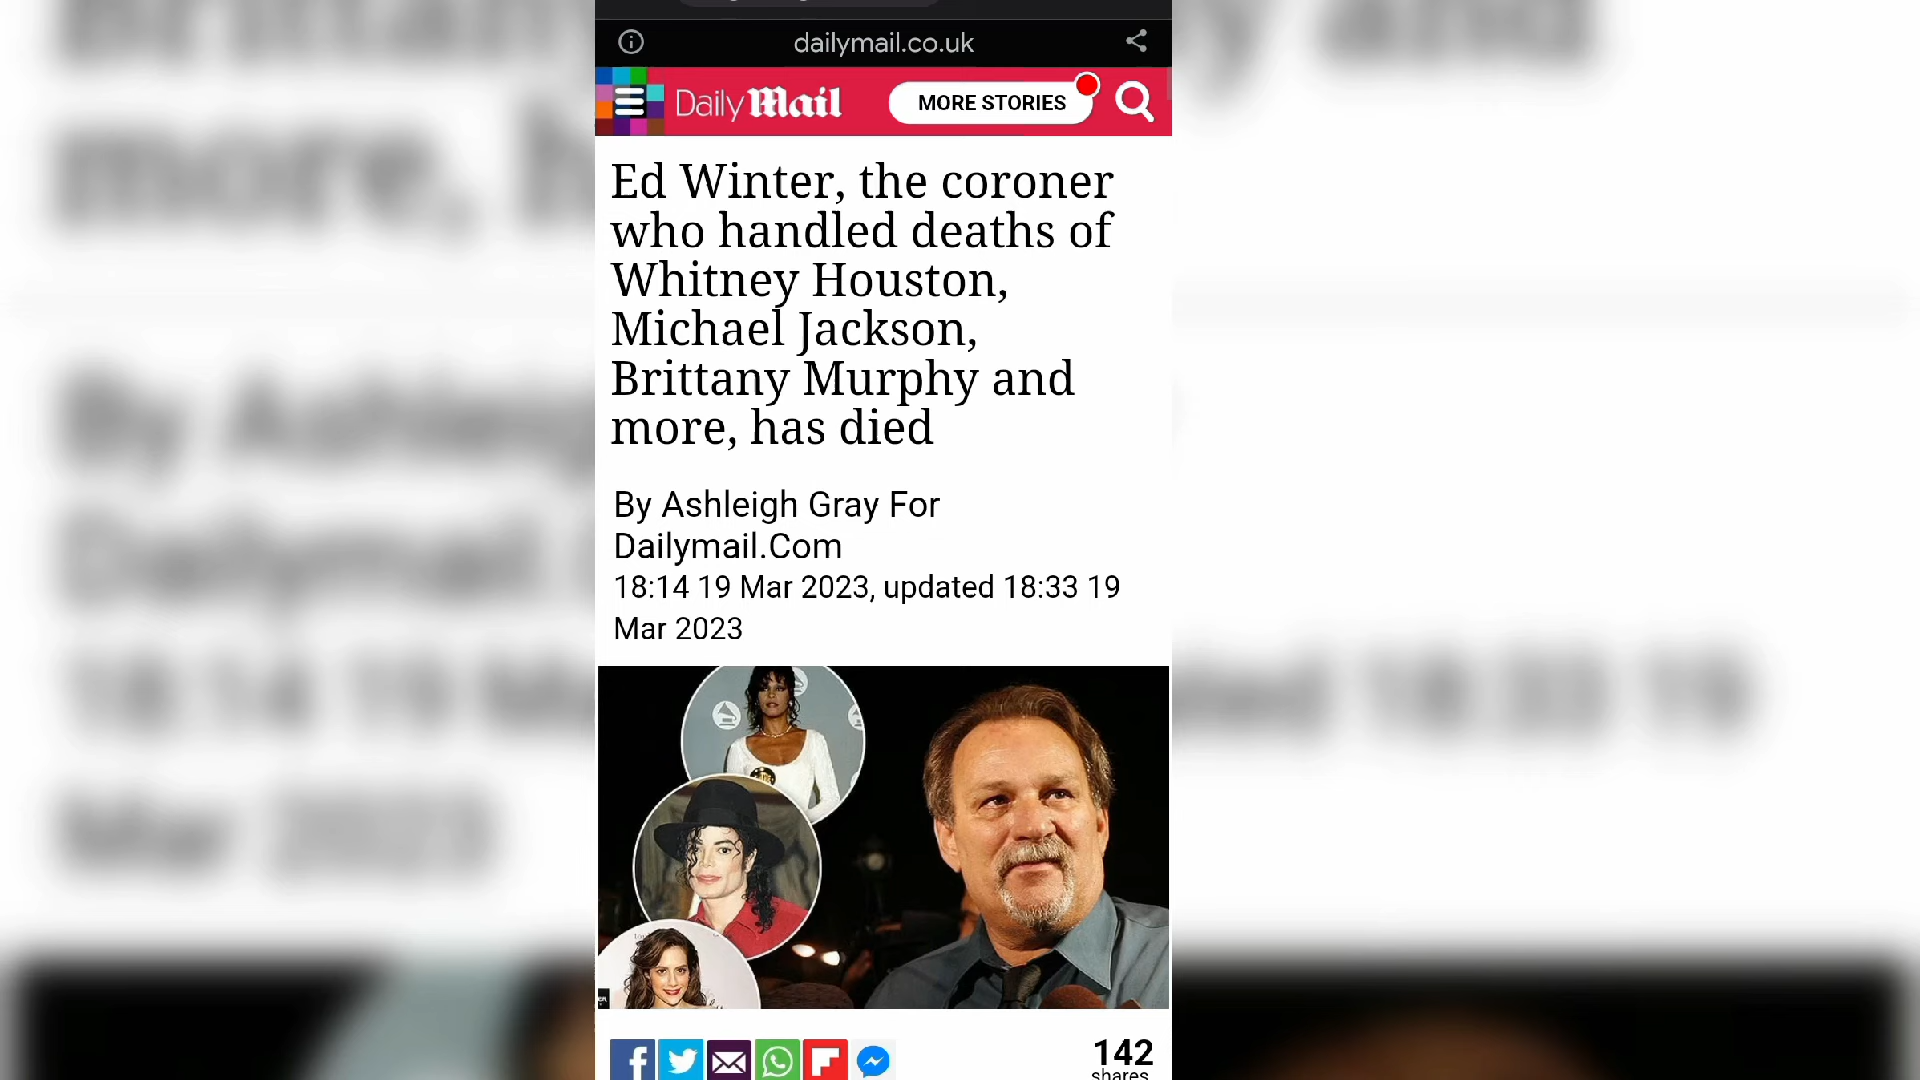 dailymail.co.uk
Daily Mail
MORE STORIES
Ed Winter, the coroner
who handled deaths of
Whitney Houston,
Michael Jackson,
Brittany Murphy and
more, has died
By Ashleigh Gray For
Dailymail.Com
18:14 19 Mar 2023, updated 18:33 19
Mar 2023
142
shares